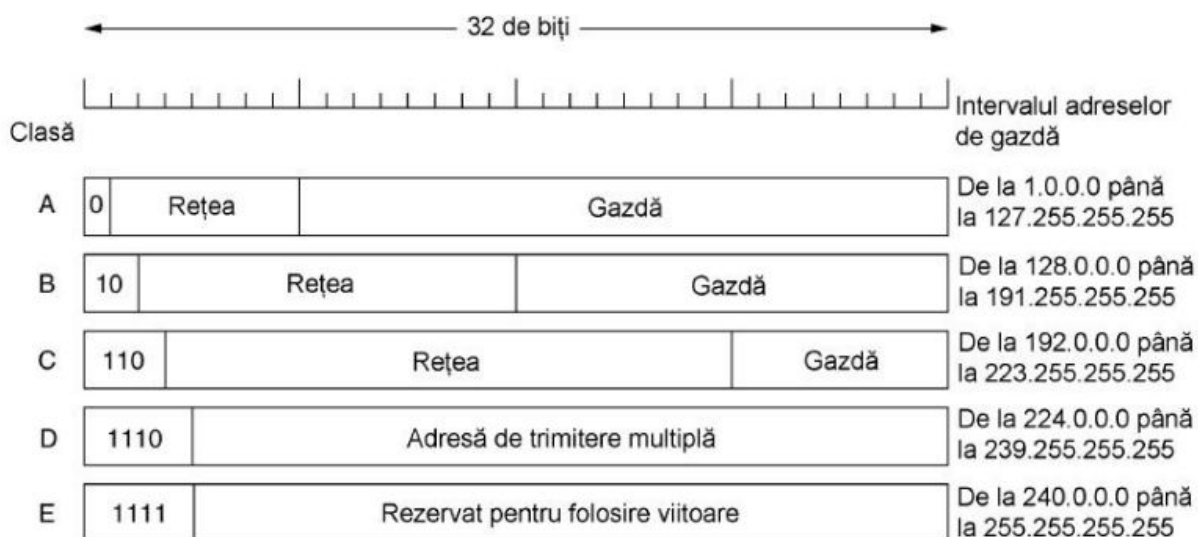 32 de biți
Clasă
Intervalul adreselor
de gazdă
A 0 Rețea Gazdă De la 1.0.0.0 până
la 127.255.255.255
B 10 Rețea Gazdă De la 128.0.0.0 până
la 191.255.255.255
C 110 Rețea Gazdă De la 192.0.0.0 până
la 223.255.255.255
D 1110 Adresă de trimitere multiplă De la 224.0.0.0 până
la 239.255.255.255
E 1111 Rezervat pentru folosire viitoare De la 240.0.0.0 până
la 255.255.255.255